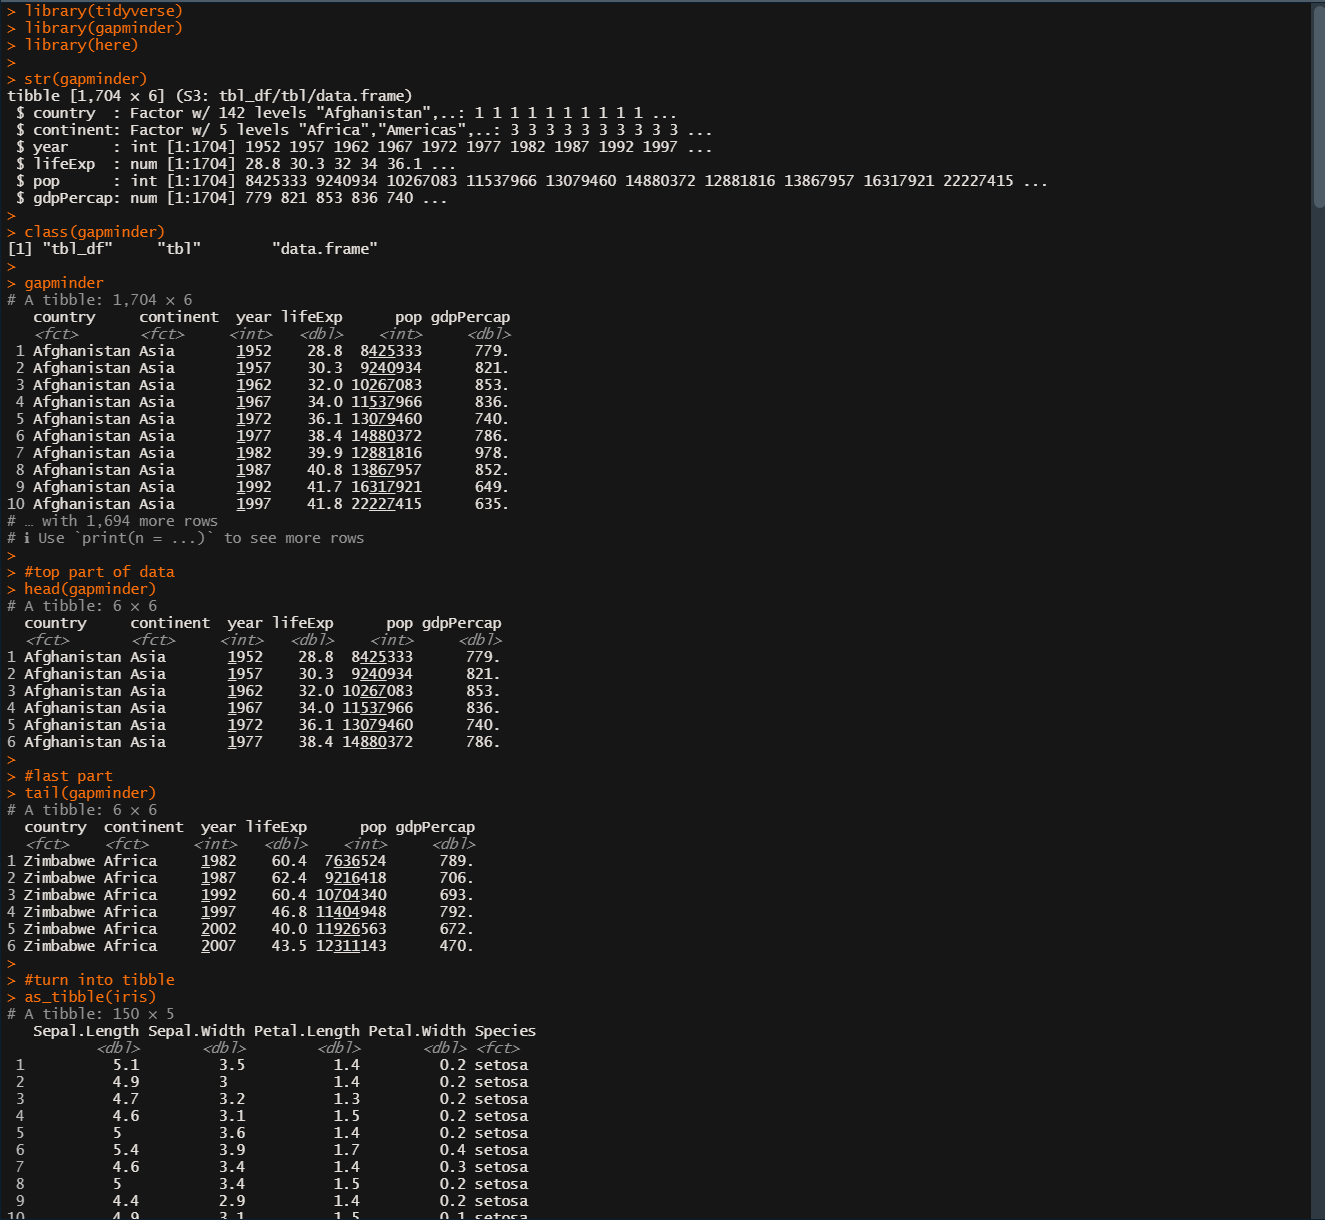 > library(tidyverse)
> library(gapminder)
> library(here)
>
> str(gapminder)
tibble [1,704 × 6] (S3: tbl_df/tbl/data.frame)
 $ country  : Factor w/ 142 levels "Afghanistan",..: 1 1 1 1 1 1 1 1 1 1 ...
 $ continent: Factor w/ 5 levels "Africa","Americas",..: 3 3 3 3 3 3 3 3 3 3 ...
 $ year     : int [1:1704] 1952 1957 1962 1967 1972 1977 1982 1987 1992 1997 ...
 $ lifeExp  : num [1:1704] 28.8 30.3 32 34 36.1 ...
 $ pop      : int [1:1704] 8425333 9240934 10267083 11537966 13079460 14880372 12881816 13867957 16317921 22227415 ...
 $ gdpPercap: num [1:1704] 779 821 853 836 740 ...
>
> class(gapminder)
[1] "tbl_df"     "tbl"        "data.frame"
>
> gapminder
# A tibble: 1,704 × 6
   country     continent  year lifeExp      pop gdpPercap
   <fct>       <fct>     <int>   <dbl>    <int>     <dbl>
 1 Afghanistan Asia       1952    28.8  8425333      779.
 2 Afghanistan Asia       1957    30.3  9240934      821.
 3 Afghanistan Asia       1962    32.0 10267083      853.
 4 Afghanistan Asia       1967    34.0 11537966      836.
 5 Afghanistan Asia       1972    36.1 13079460      740.
 6 Afghanistan Asia       1977    38.4 14880372      786.
 7 Afghanistan Asia       1982    39.9 12881816      978.
 8 Afghanistan Asia       1987    40.8 13867957      852.
 9 Afghanistan Asia       1992    41.7 16317921      649.
10 Afghanistan Asia       1997    41.8 22227415      635.
# … with 1,694 more rows
# ℹ Use `print(n = ...)` to see more rows
>
> #top part of data
> head(gapminder)
# A tibble: 6 × 6
  country     continent  year lifeExp      pop gdpPercap
  <fct>       <fct>     <int>   <dbl>    <int>     <dbl>
1 Afghanistan Asia       1952    28.8  8425333      779.
2 Afghanistan Asia       1957    30.3  9240934      821.
3 Afghanistan Asia       1962    32.0 10267083      853.
4 Afghanistan Asia       1967    34.0 11537966      836.
5 Afghanistan Asia       1972    36.1 13079460      740.
6 Afghanistan Asia       1977    38.4 14880372      786.
>
> #last part
> tail(gapminder)
# A tibble: 6 × 6
  country  continent  year lifeExp      pop gdpPercap
  <fct>    <fct>     <int>   <dbl>    <int>     <dbl>
1 Zimbabwe Africa     1982    60.4  7636524      789.
2 Zimbabwe Africa     1987    62.4  9216418      706.
3 Zimbabwe Africa     1992    60.4 10704340      693.
4 Zimbabwe Africa     1997    46.8 11404948      792.
5 Zimbabwe Africa     2002    40.0 11926563      672.
6 Zimbabwe Africa     2007    43.5 12311143      470.
>
> #turn into tibble
> as_tibble(iris)
# A tibble: 150 × 5
   Sepal.Length Sepal.Width Petal.Length Petal.Width Species
          <dbl>       <dbl>        <dbl>       <dbl> <fct>
 1          5.1         3.5          1.4         0.2 setosa
 2          4.9         3            1.4         0.2 setosa
 3          4.7         3.2          1.3         0.2 setosa
 4          4.6         3.1          1.5         0.2 setosa
 5          5           3.6          1.4         0.2 setosa
 6          5.4         3.9          1.7         0.4 setosa
 7          4.6         3.4          1.4         0.3 setosa
 8          5           3.4          1.5         0.2 setosa
 9          4.4         2.9          1.4         0.2 setosa
10          4.9         3.1          1.5         0.1 setosa